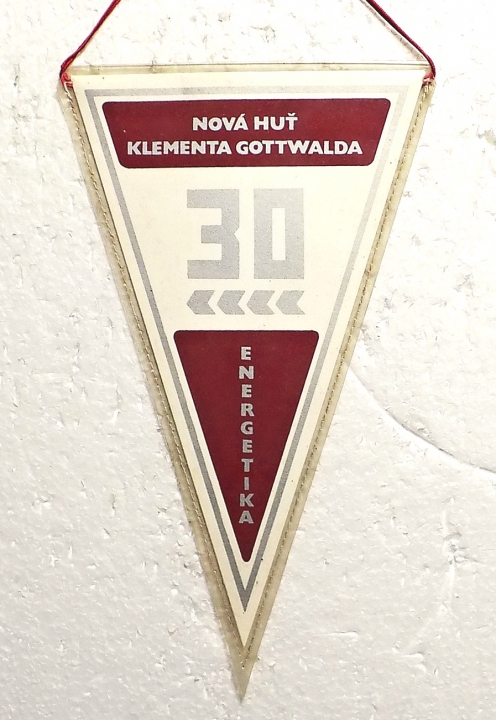 NOVÁ HUŤ
KLEMENTA GOTTWALDA
30
ENERGETIKA